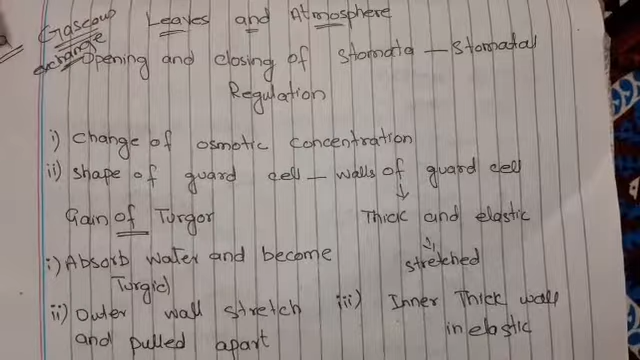 Gaseous Leaves and Atmosphere
exchange
Opening and closing of Stomata — Stomatal
Regulation
i) Change of osmotic concentration
ii) Shape of guard cell — walls of guard cell
Gain of Turgor
Thick and elastic
i) Absorb water and become
Turgid
stretched
ii) Outer wall stretch
and pulled apart
iii) Inner Thick wall
inelastic